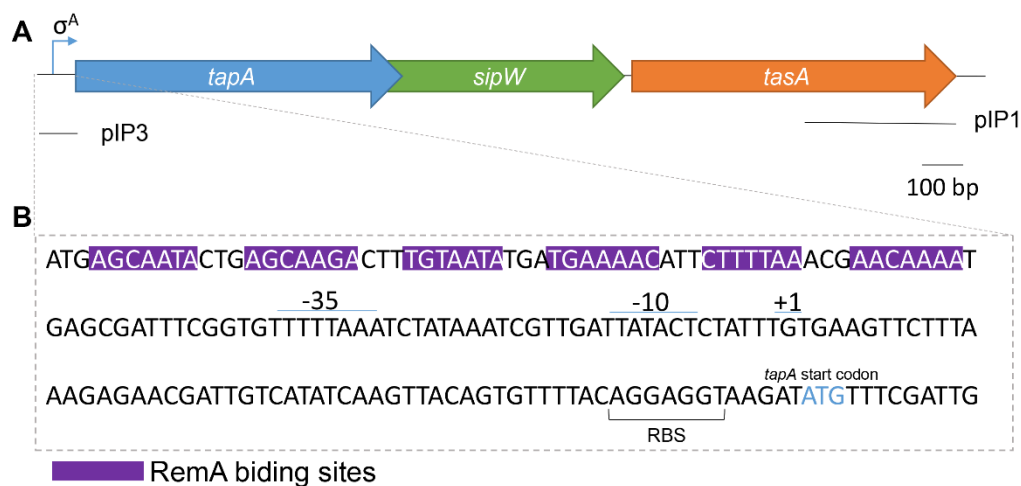 A
σA
tapA sipW tasA
pIP3 pIP1
100 bp
B
ATGAGCAATACTGAGCAAGACTTTGTAATATGATGAAAACATTCTTTTAAACGAACAAAAT
-35 -10 +1
GAGCGATTTCGGTGTTTTTAAATCTATAAATCGTTGATTATACTCTATTTGTGAAGTTCTTTA
tapA start codon
AAGAGAACGATTGTCATATCAAGTTACAGTGTTTTACAGGAGGTAAGATATGTTTCGATTG
RBS
RemA biding sites